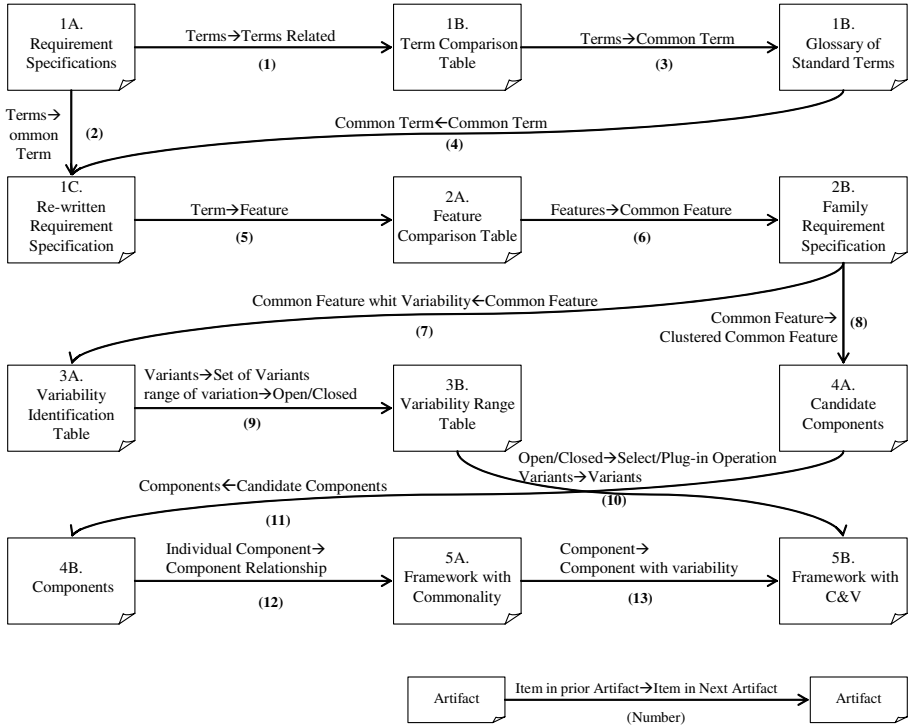 1A.
Requirement
Specifications
Terms→Terms Related
(1)
1B.
Term Comparison
Table
Terms→Common Term
(3)
1B.
Glossary of
Standard Terms
Terms→
ommon
Term
(2)
Common Term←Common Term
(4)
1C.
Re-written
Requirement
Specification
Term→Feature
(5)
2A.
Feature
Comparison Table
Features→Common Feature
(6)
2B.
Family
Requirement
Specification
Common Feature whit Variability←Common Feature
(7)
Common Feature→
Clustered Common Feature
(8)
3A.
Variability
Identification
Table
Variants→Set of Variants
range of variation→Open/Closed
(9)
3B.
Variability Range
Table
4A.
Candidate
Components
Open/Closed→Select/Plug-in Operation
Variants→Variants
(10)
Components←Candidate Components
(11)
4B.
Components
Individual Component→
Component Relationship
(12)
5A.
Framework with
Commonality
Component→
Component with variability
(13)
5B.
Framework with
C&V
Artifact
Item in prior Artifact→Item in Next Artifact
(Number)
Artifact